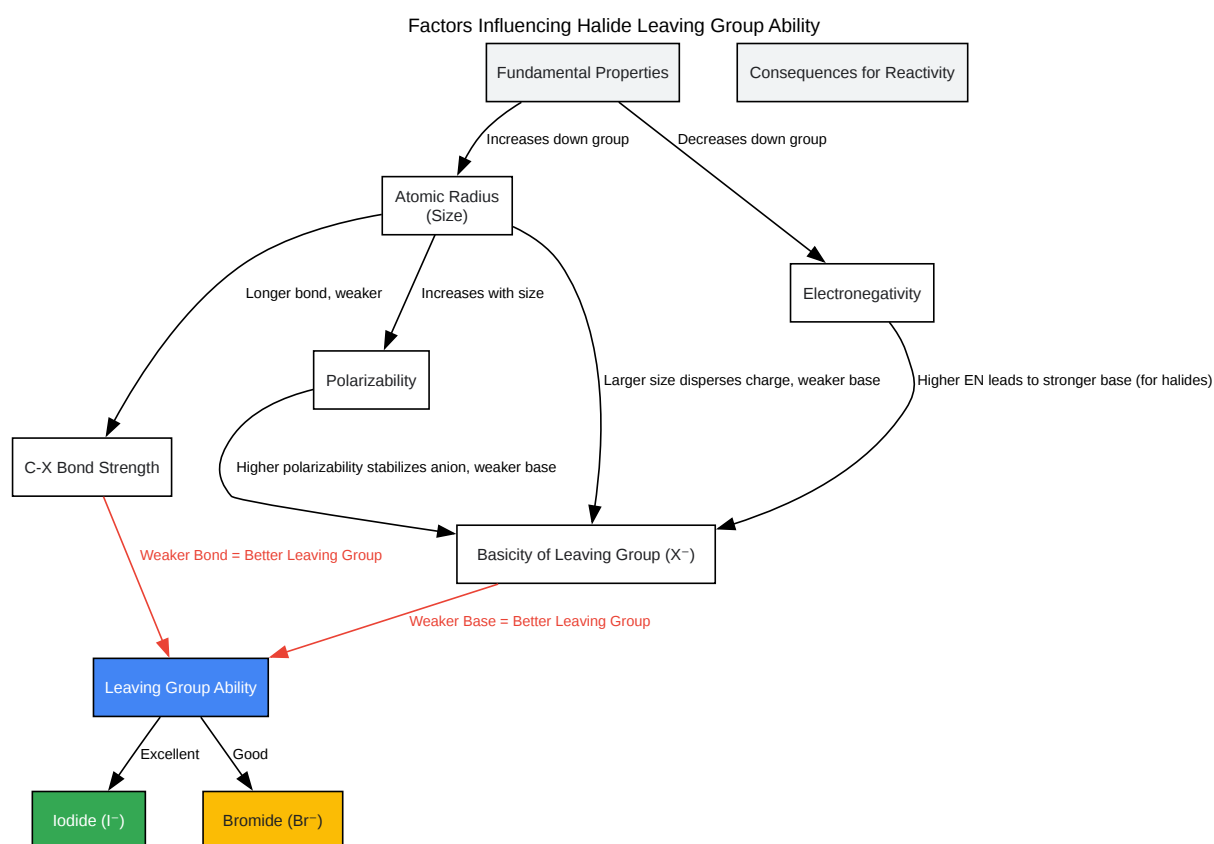 Factors Influencing Halide Leaving Group Ability
Fundamental Properties
Consequences for Reactivity
Increases down group
Decreases down group
Atomic Radius
(Size)
Electronegativity
Longer bond, weaker
Increases with size
Polarizability
Larger size disperses charge, weaker base
Higher EN leads to stronger base (for halides)
C-X Bond Strength
Higher polarizability stabilizes anion, weaker base
Basicity of Leaving Group (X⁻)
Weaker Bond = Better Leaving Group
Weaker Base = Better Leaving Group
Leaving Group Ability
Excellent
Good
Iodide (I⁻)
Bromide (Br⁻)